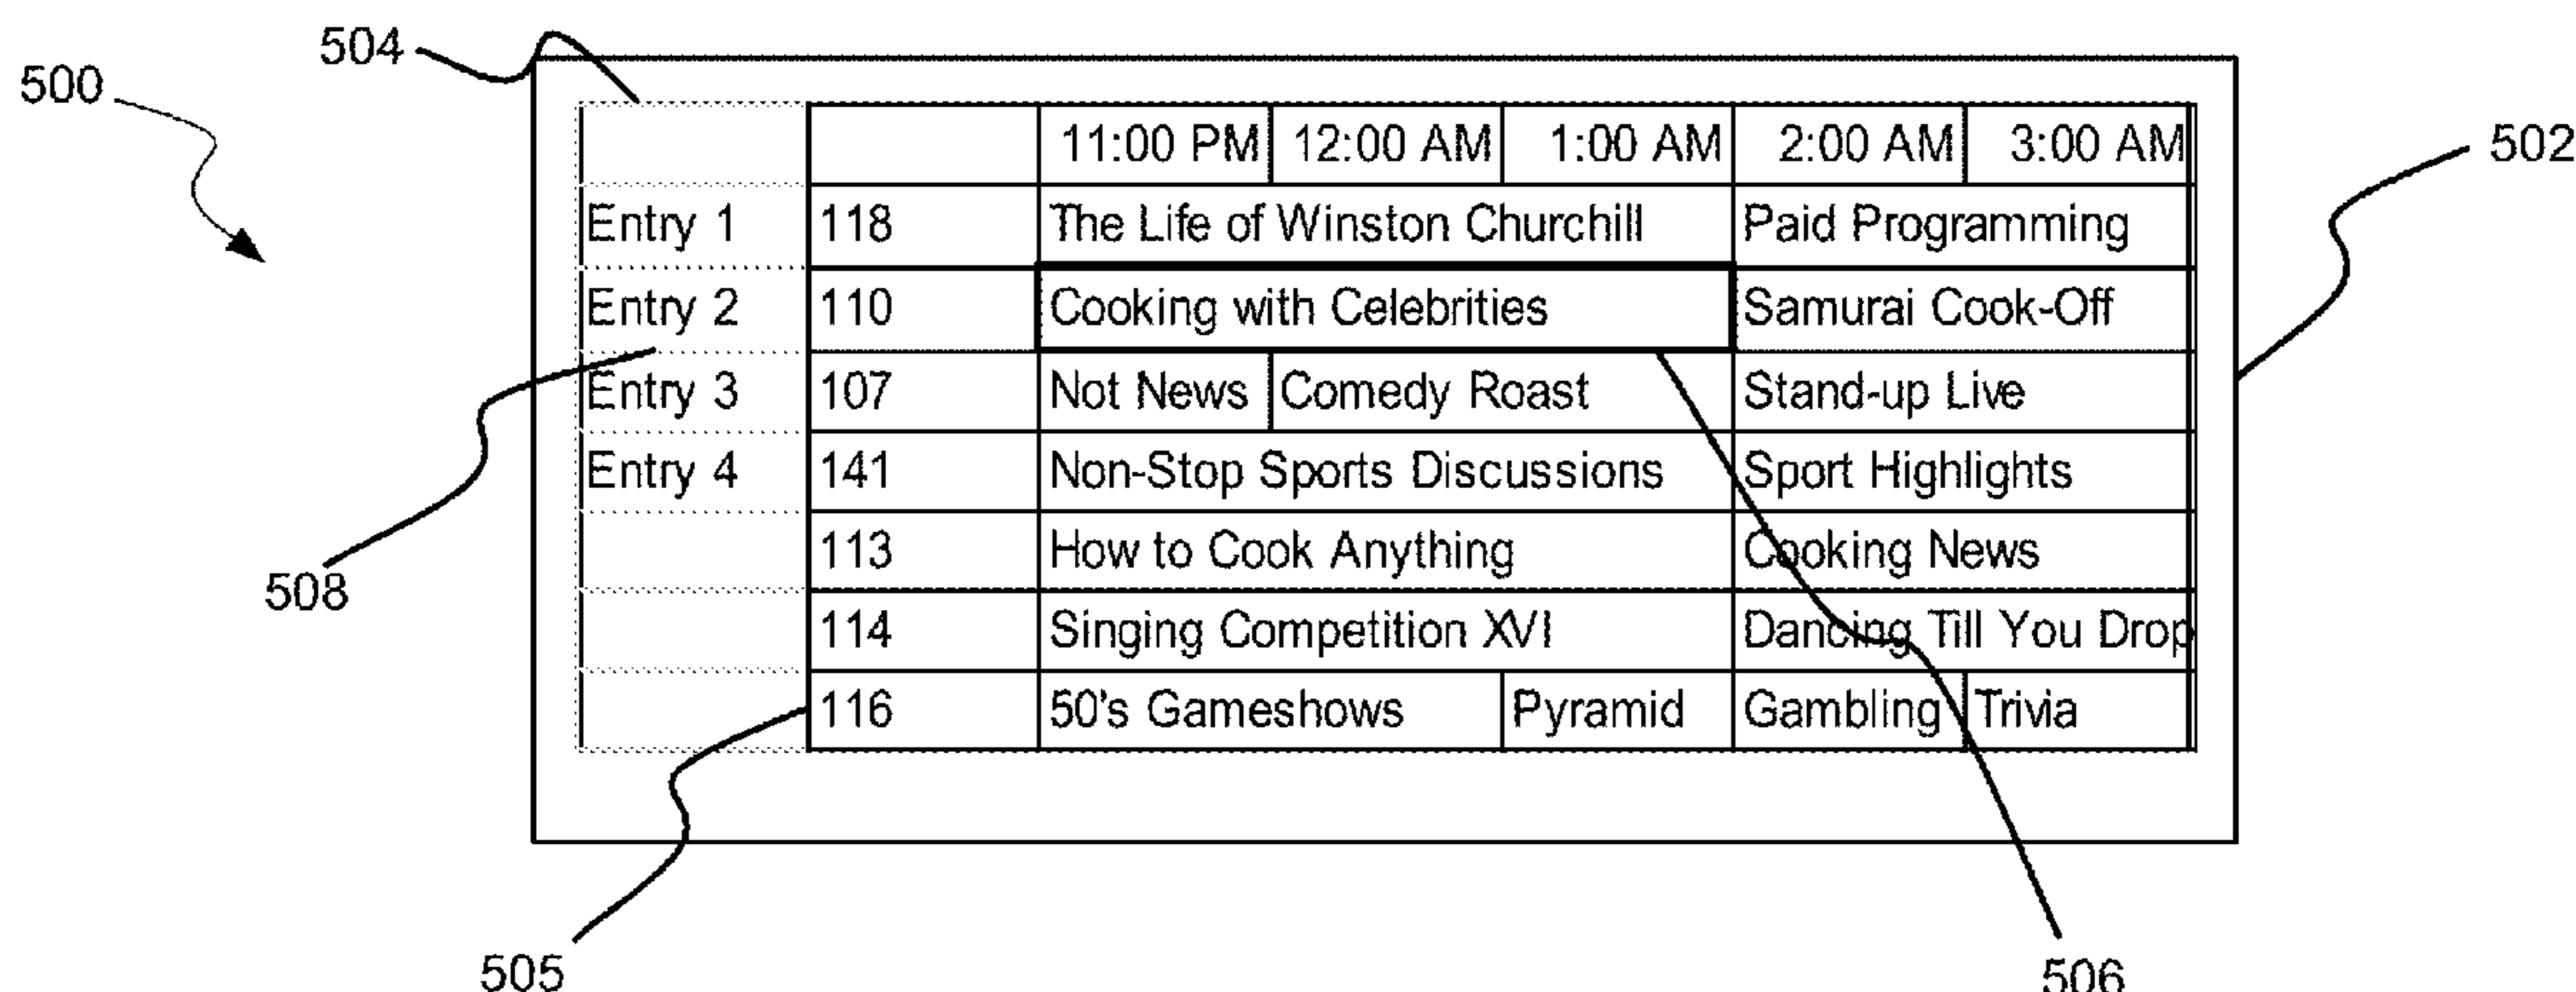 504
500
11:00 PM 12:00 AM 1:00 AM 2:00 AM 3:00 AM
502
Entry 1 118 The Life of Winston Churchill Paid Programming
Entry 2 110 Cooking with Celebrities Samurai Cook-Off
Entry 3 107 Not News Comedy Roast Stand-up Live
Entry 4 141 Non-Stop Sports Discussions Sport Highlights
113 How to Cook Anything Cooking News
508
114 Singing Competition XVI Dancing Till You Drop
116 50's Gameshows Pyramid Gambling Trivia
505
506